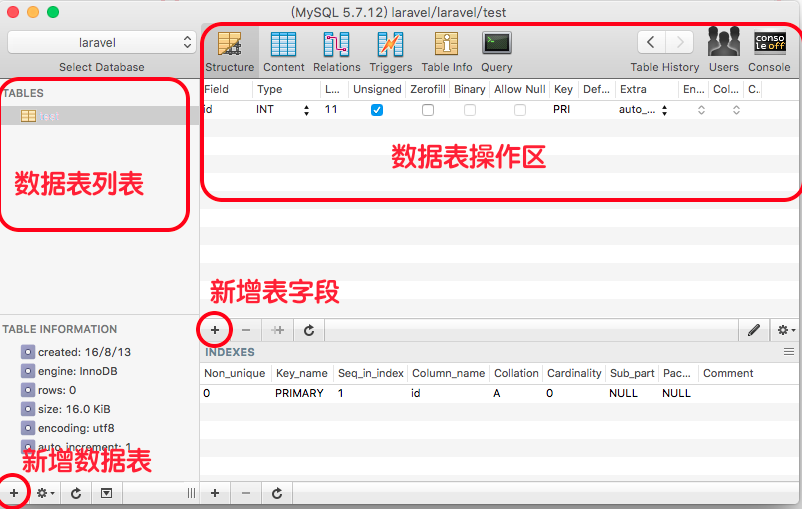 (MySQL 5.7.12) laravel/laravel/test
laravel
Select Database
Structure Content Relations Triggers Table Info Query Table History Users Console
console off
TABLES
test
数据表列表
Field Type L... Unsigned Zerofill Binary Allow Null Key Def... Extra En... Col... C..
id INT 11 PRI auto_...
数据表操作区
新增表字段
TABLE INFORMATION
created: 16/8/13
engine: InnoDB
rows: 0
size: 16.0 KiB
encoding: utf8
auto_increment: 1
新增数据表
INDEXES
Non_unique Key_name Seq_in_index Column_name Collation Cardinality Sub_part Pac... Comment
0 PRIMARY 1 id A 0 NULL NULL